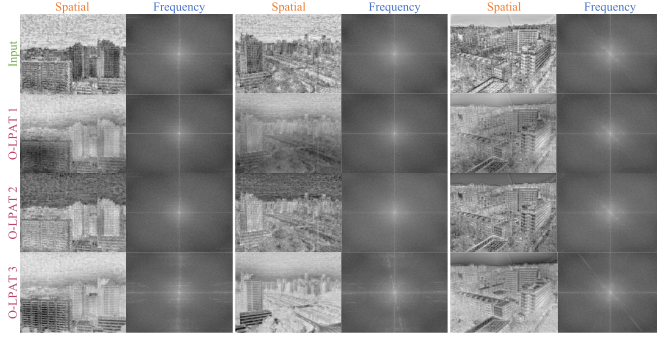 Spatial Frequency Spatial Frequency Spatial Frequency
Input
O-LPAT 1
O-LPAT 2
O-LPAT 3